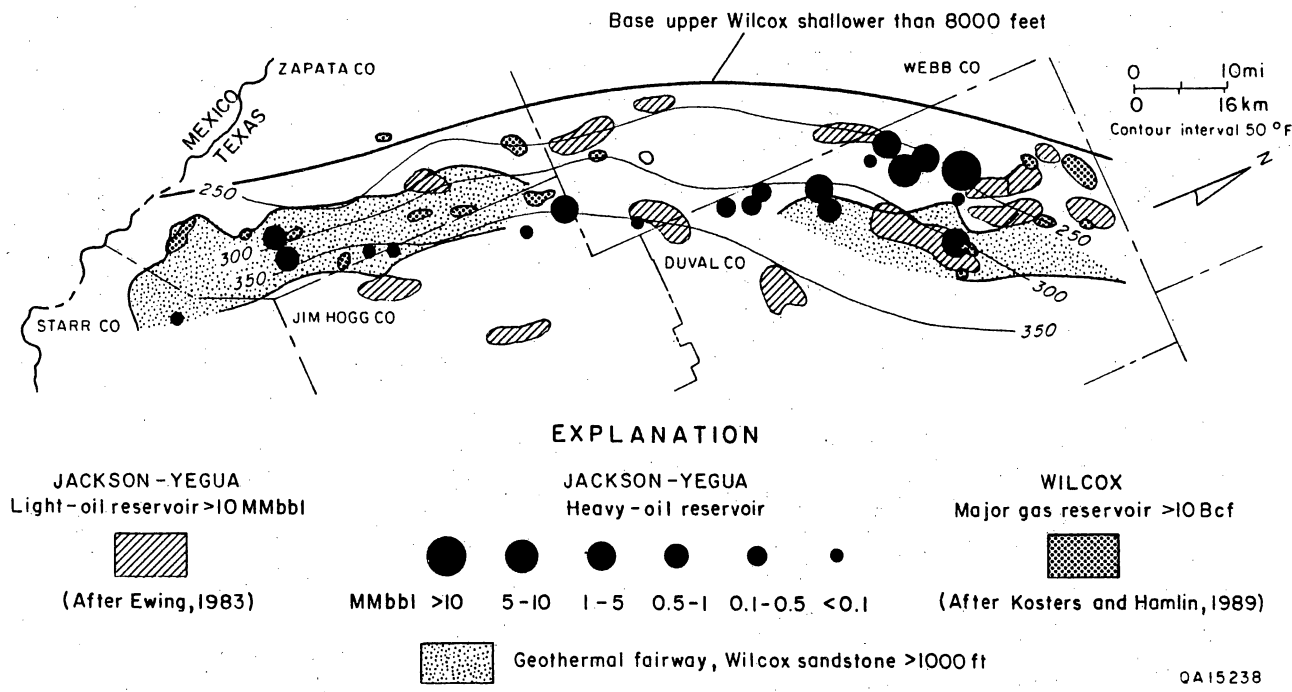 Base upper Wilcox shallower than 8000 feet
ZAPATA CO
WEBB CO
0 10mi
0 16km
Contour interval 50 °F
MEXICO
TEXAS
N
250
300
350
250
300
350
DUVAL CO
STARR CO
JIM HOGG CO
EXPLANATION
JACKSON-YEGUA
Light-oil reservoir >10 MMbbl
(After Ewing, 1983)
JACKSON-YEGUA
Heavy-oil reservoir
MMbbl >10 5-10 1-5 0.5-1 0.1-0.5 <0.1
WILCOX
Major gas reservoir >10 Bcf
(After Kosters and Hamlin, 1989)
Geothermal fairway, Wilcox sandstone >1000 ft
QA15238